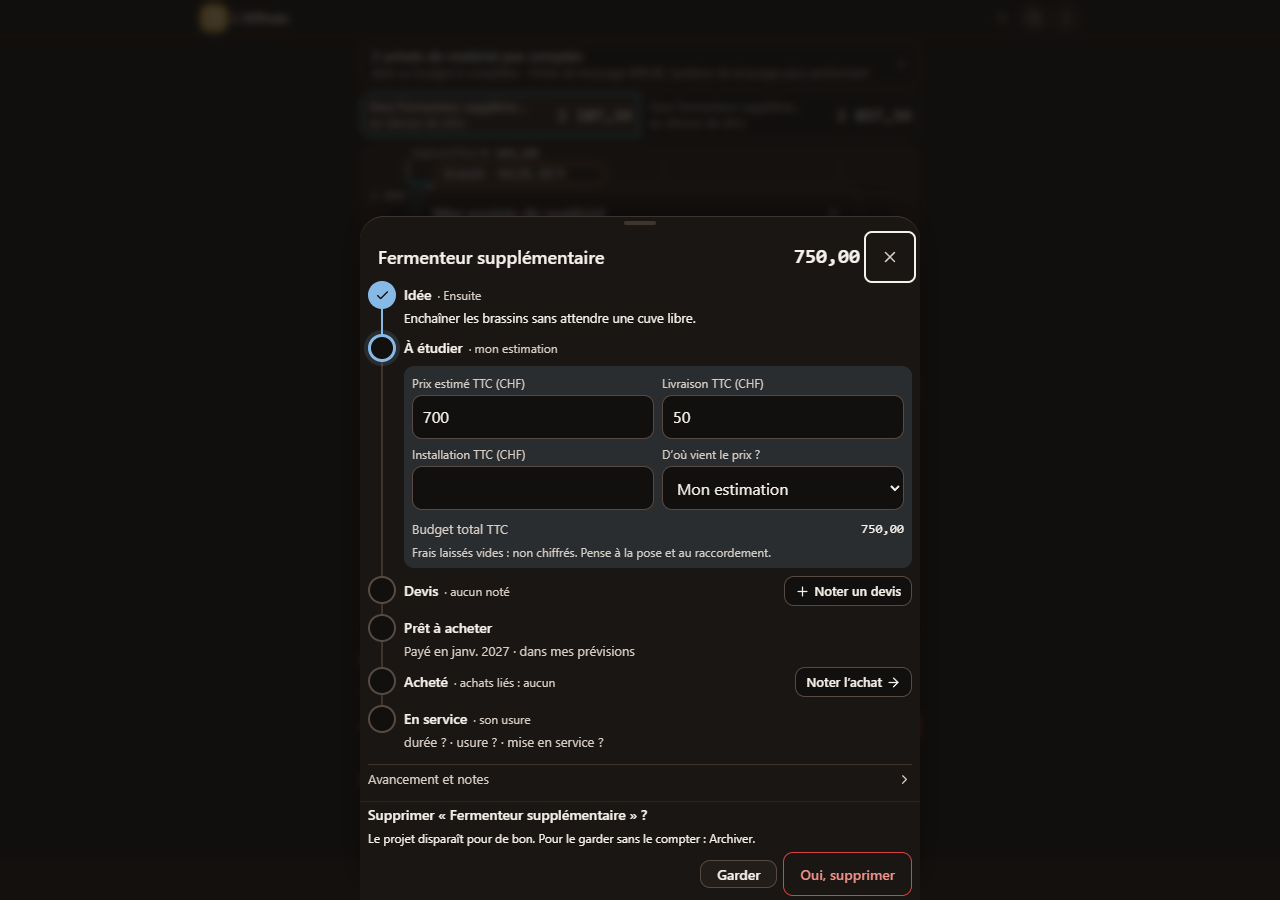 Fermenteur supplémentaire 750,00
Idée · Ensuite
Enchaîner les brassins sans attendre une cuve libre.
À étudier · mon estimation
Prix estimé TTC (CHF) Livraison TTC (CHF)
700 50
Installation TTC (CHF) D'où vient le prix ?
Mon estimation
Budget total TTC 750,00
Frais laissés vides : non chiffrés. Pense à la pose et au raccordement.
Devis · aucun noté + Noter un devis
Prêt à acheter
Payé en janv. 2027 · dans mes prévisions
Acheté · achats liés : aucun Noter l'achat →
En service · son usure
durée ? · usure ? · mise en service ?
Avancement et notes
Supprimer « Fermenteur supplémentaire » ?
Le projet disparaît pour de bon. Pour le garder sans le compter : Archiver.
Garder Oui, supprimer